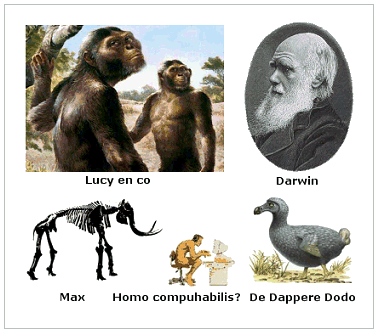 Lucy en co
Darwin
Max
Homo compuhabilis?
De Dappere Dodo